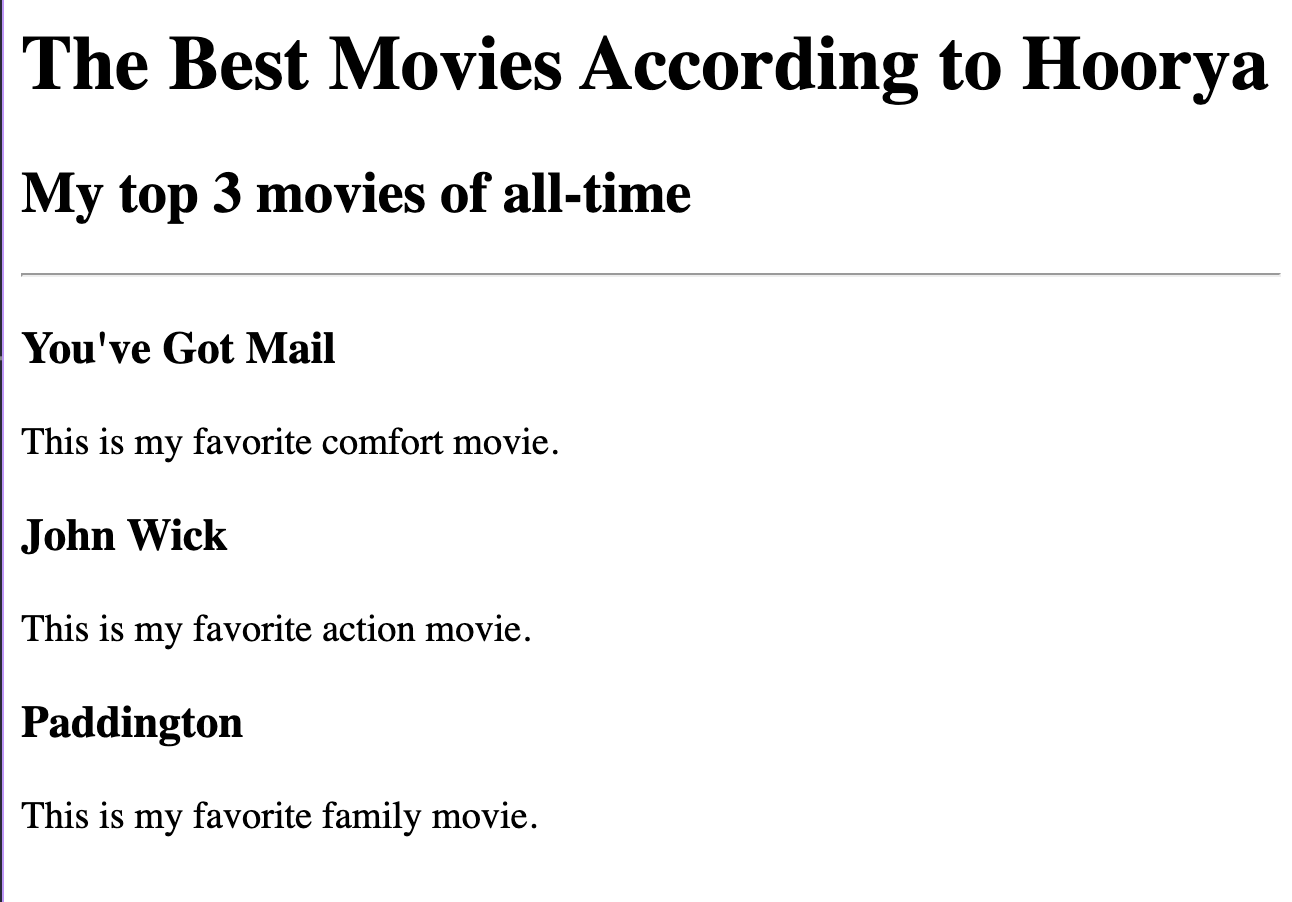 The Best Movies According to Hoorya
My top 3 movies of all-time
You've Got Mail
This is my favorite comfort movie.
John Wick
This is my favorite action movie.
Paddington
This is my favorite family movie.